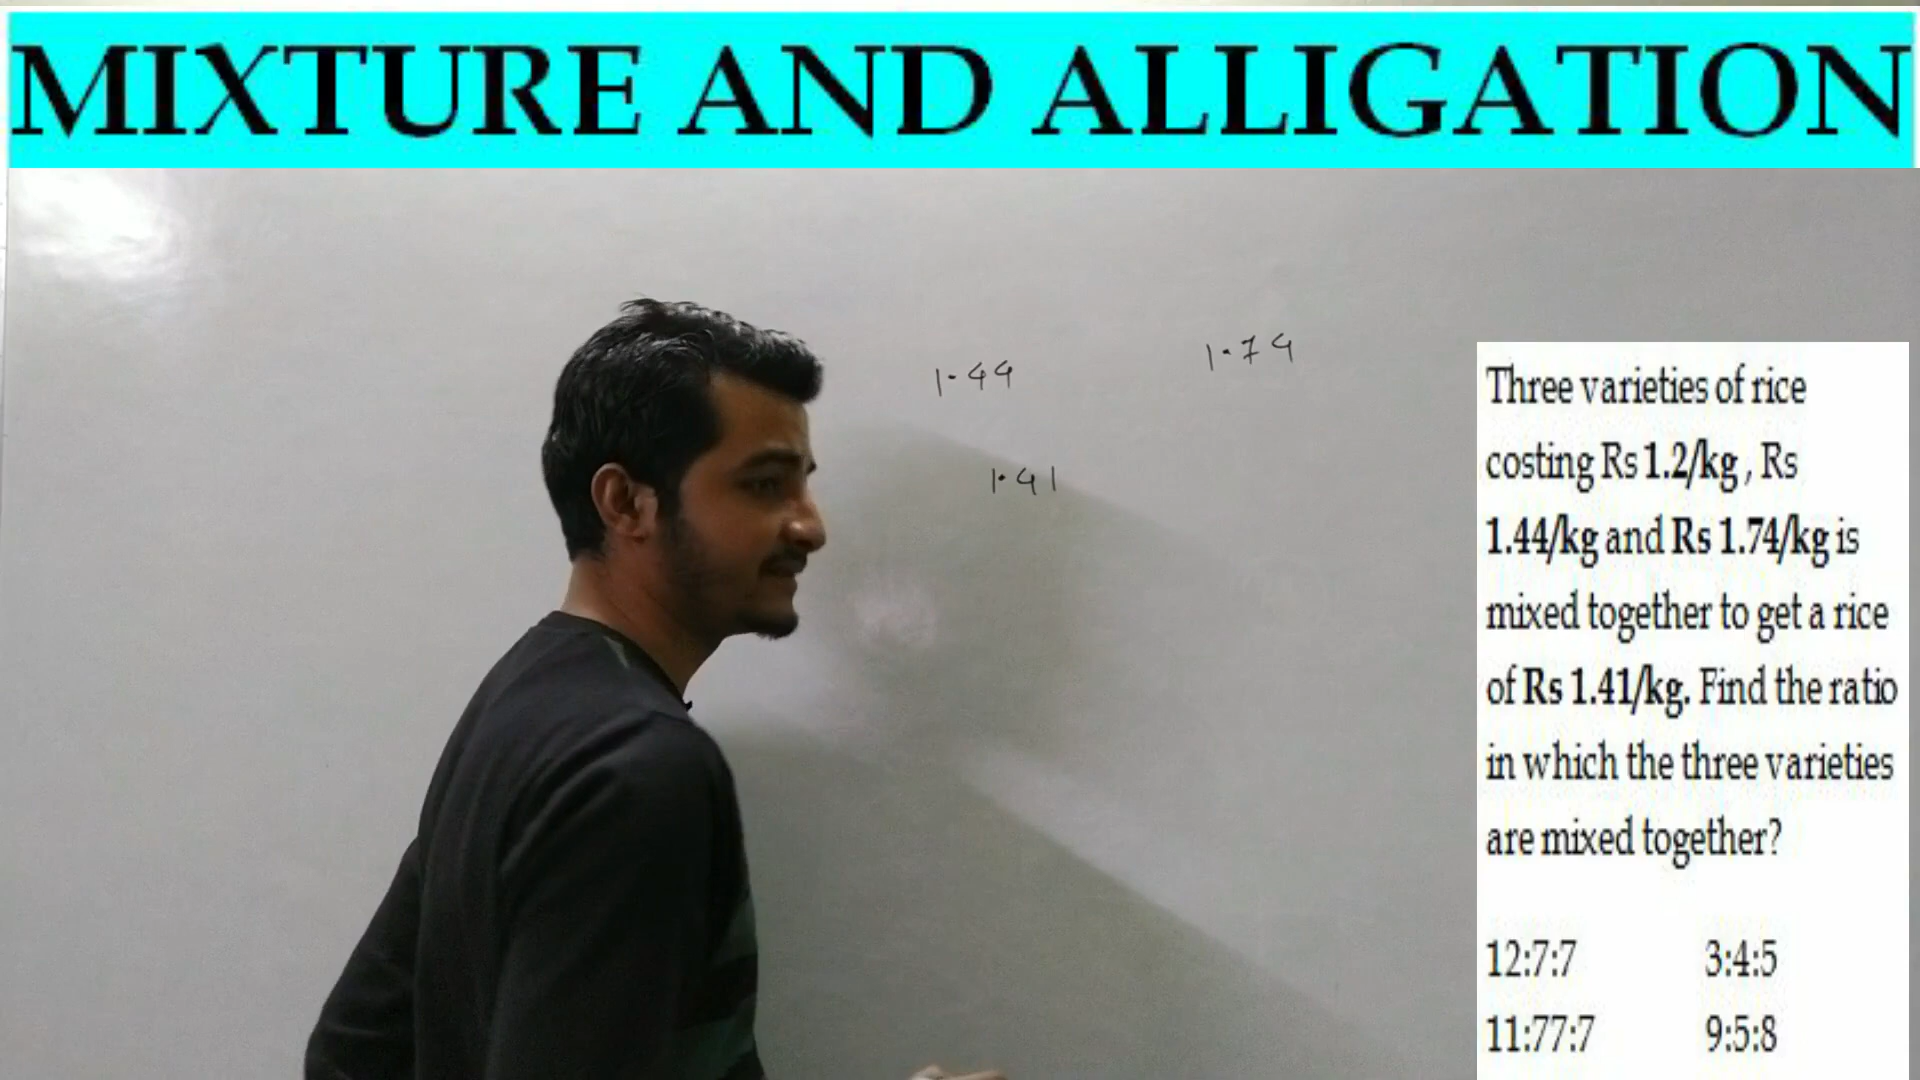 MIXTURE AND ALLIGATION
1.44
1.74
1.41
Three varieties of rice
costing Rs 1.2/kg , Rs
1.44/kg and Rs 1.74/kg is
mixed together to get a rice
of Rs 1.41/kg. Find the ratio
in which the three varieties
are mixed together?
12:7:7 3:4:5
11:77:7 9:5:8